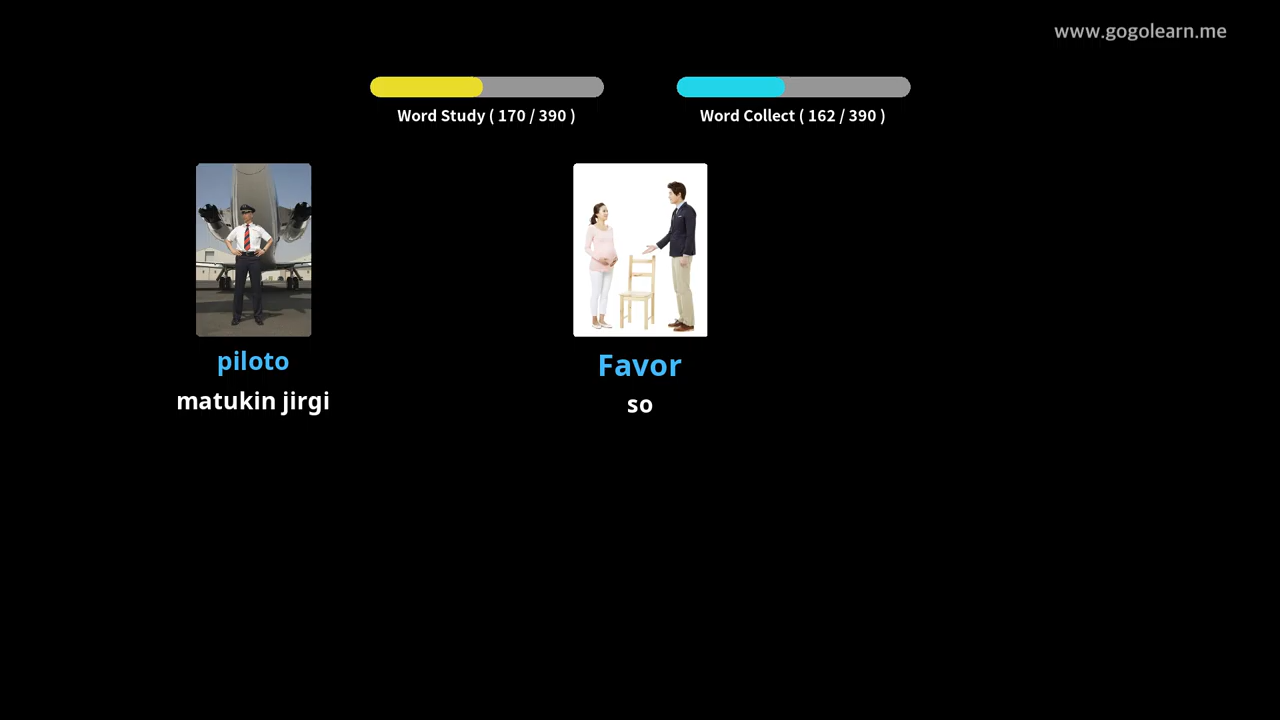 www.gogolearn.me
Word Study ( 170 / 390 )
Word Collect ( 162 / 390 )
piloto
matukin jirgi
Favor
so